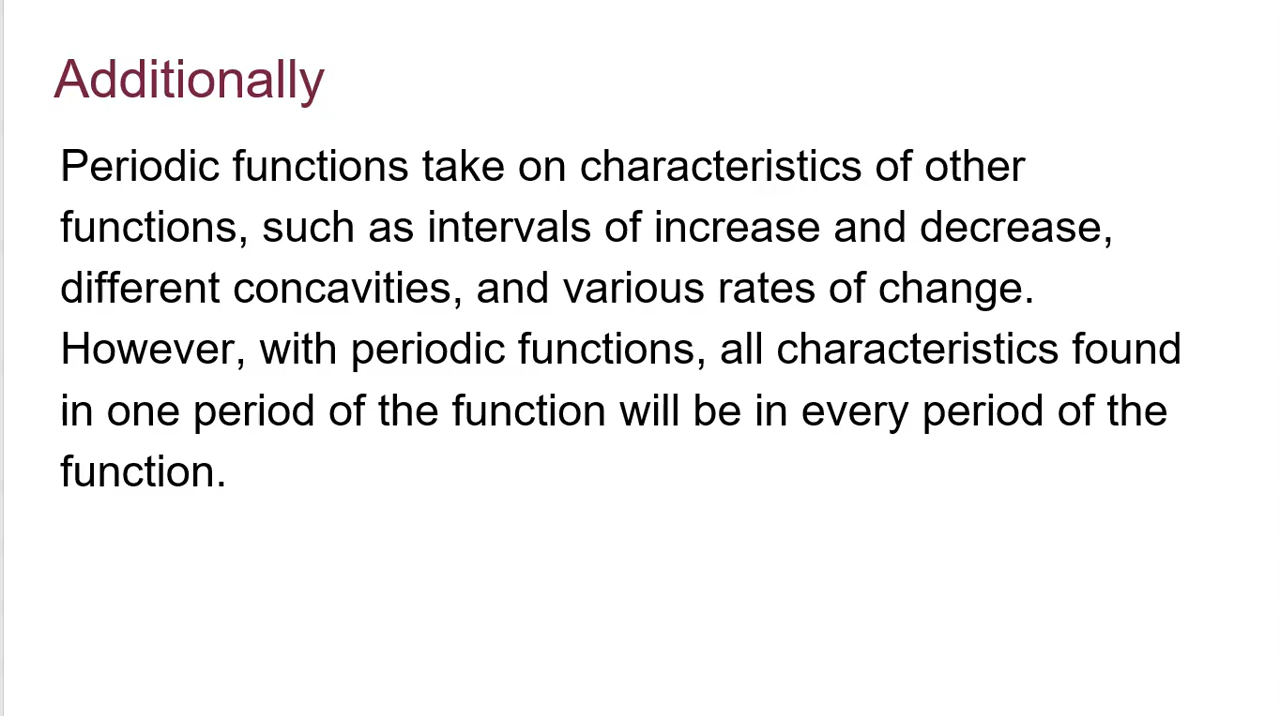 Additionally
Periodic functions take on characteristics of other
functions, such as intervals of increase and decrease,
different concavities, and various rates of change.
However, with periodic functions, all characteristics found
in one period of the function will be in every period of the
function.